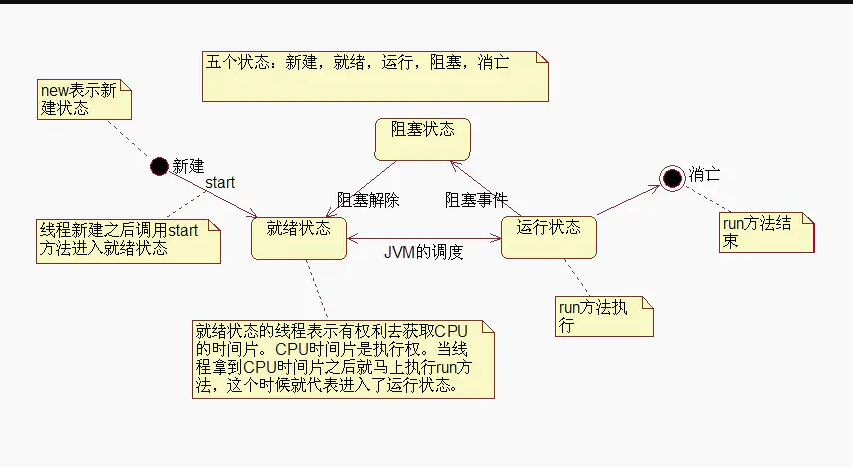 五个状态：新建，就绪，运行，阻塞，消亡
new表示新
建状态
阻塞状态
新建
消亡
start
阻塞解除
阻塞事件
线程新建之后调用start
方法进入就绪状态
就绪状态
运行状态
run方法结
束
JVM的调度
run方法执
行
就绪状态的线程表示有权利去获取CPU
的时间片。CPU时间片是执行权。当线
程拿到CPU时间片之后就马上执行run方
法，这个时候就代表进入了运行状态。